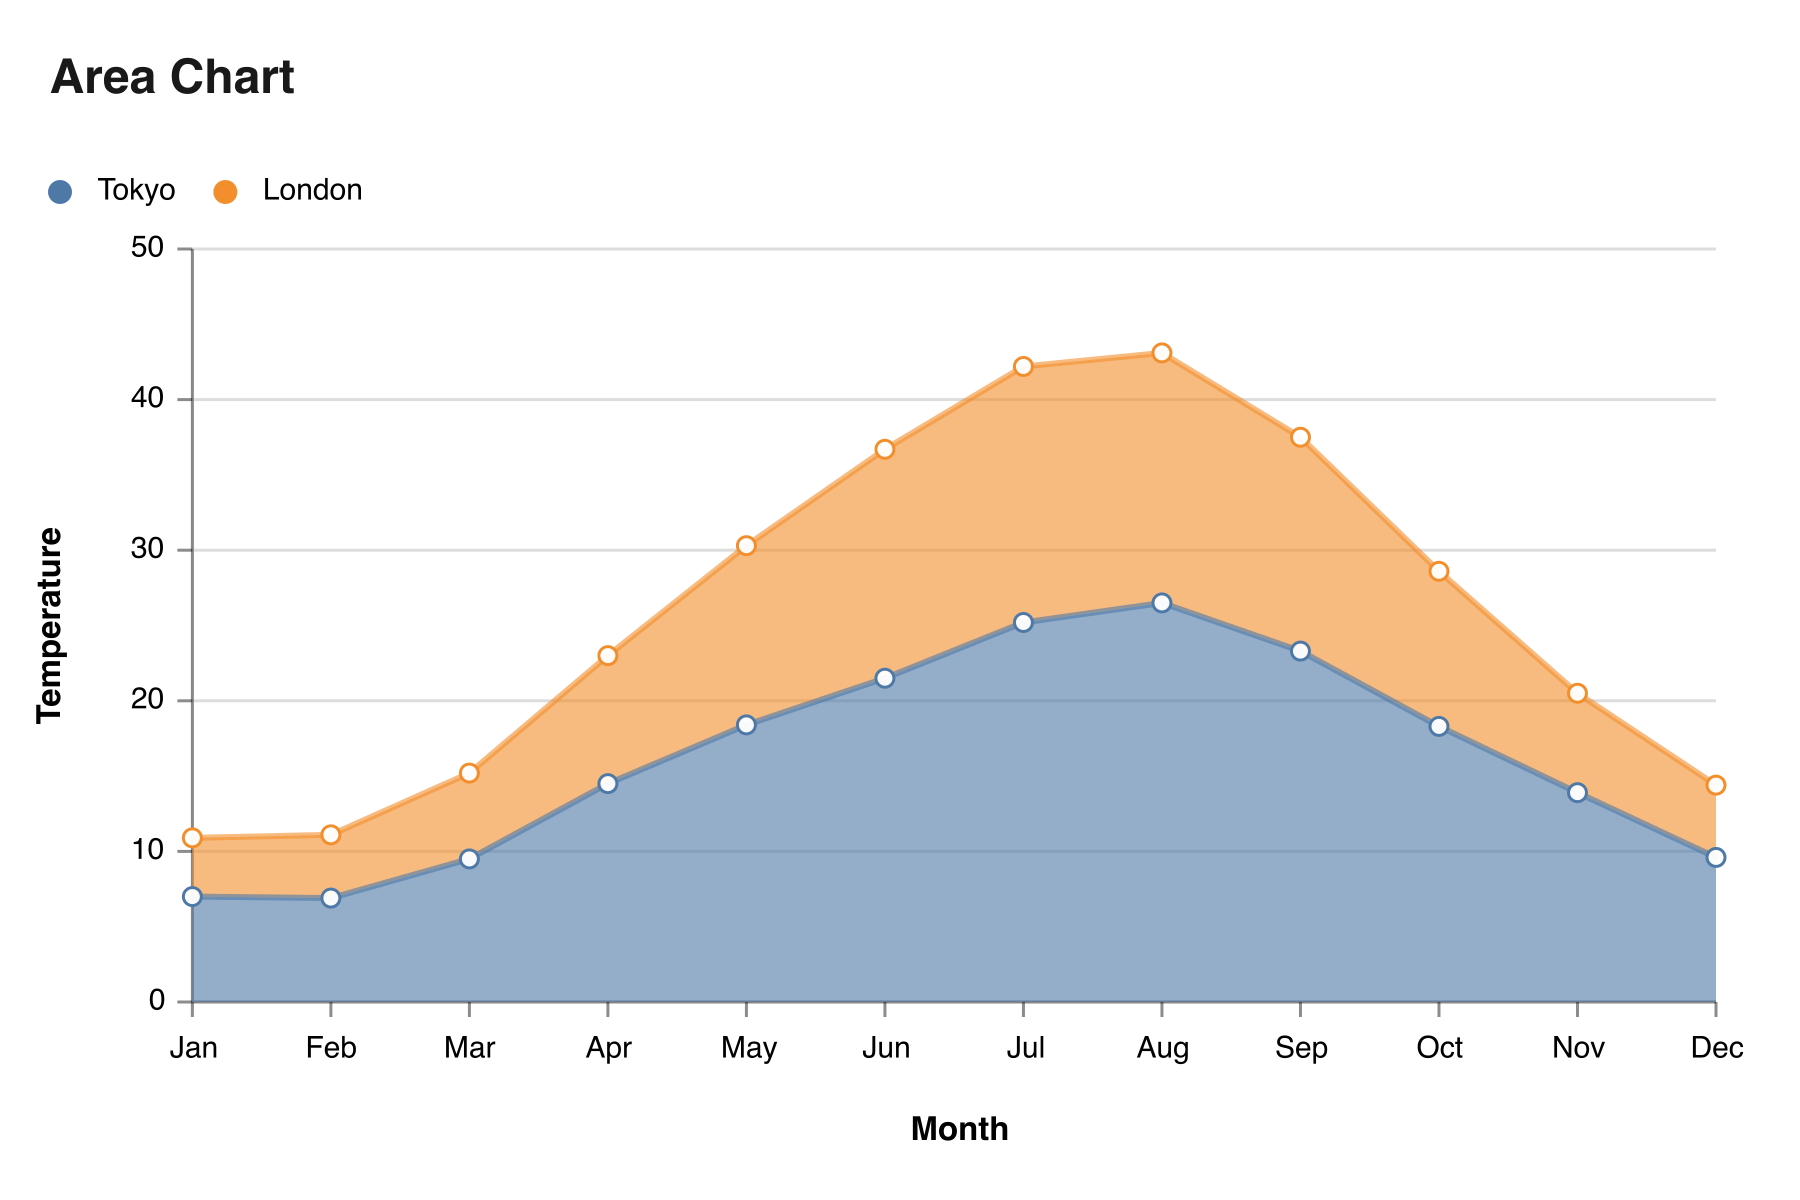 Area Chart
Tokyo London
50
40
30
20
10
0
Temperature
Jan Feb Mar Apr May Jun Jul Aug Sep Oct Nov Dec
Month